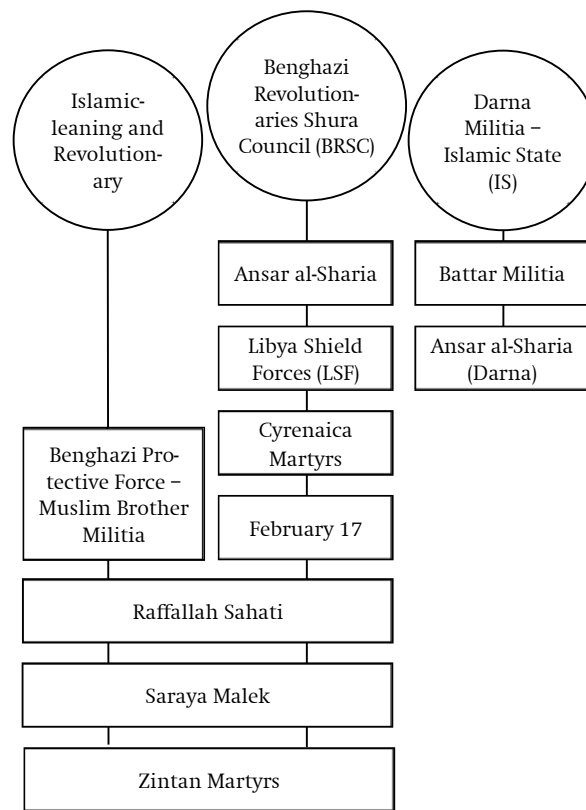 Islamic-
leaning and
Revolution-
ary
Benghazi
Revolution-
aries Shura
Council (BRSC)
Darna
Militia –
Islamic State
(IS)
Ansar al-Sharia
Battar Militia
Libya Shield
Forces (LSF)
Ansar al-Sharia
(Darna)
Cyrenaica
Martyrs
Benghazi Pro-
tective Force –
Muslim Brother
Militia
February 17
Raffallah Sahati
Saraya Malek
Zintan Martyrs